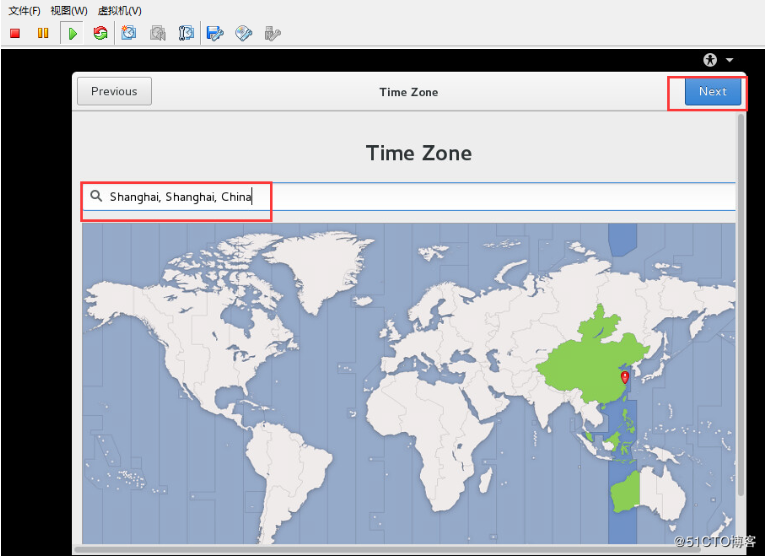 文件(F) 视图(W) 虚拟机(V)
Previous
Time Zone
Next
Time Zone
Shanghai, Shanghai, China
@51CTO博客